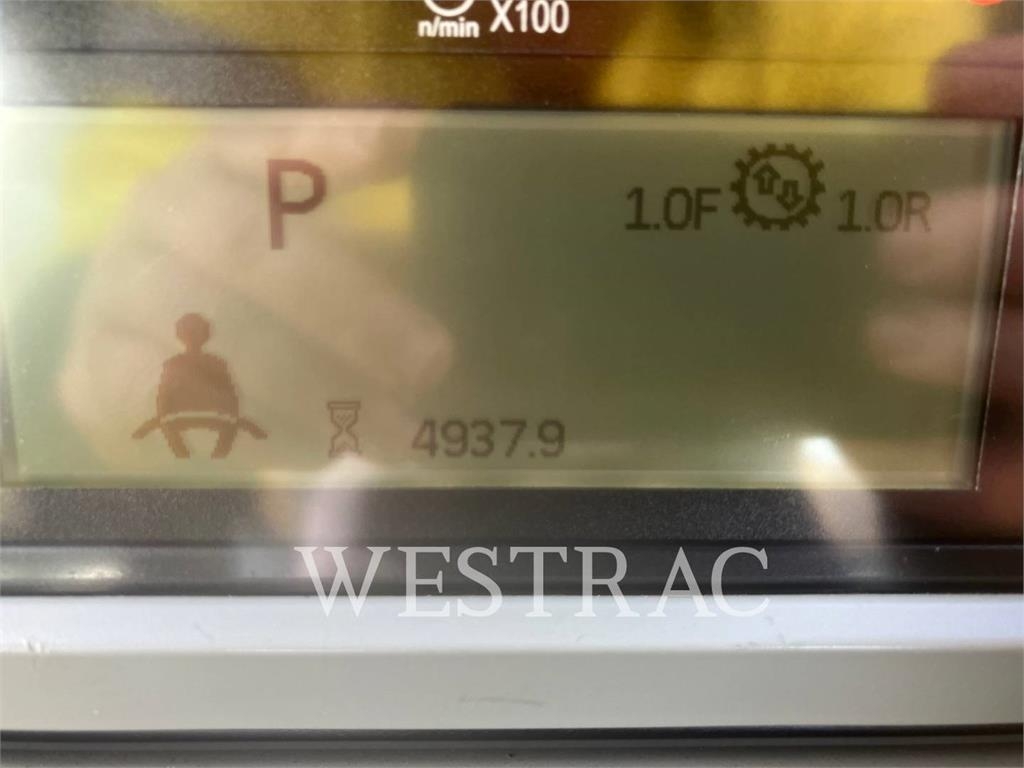 n/min X100
P
1.0F 1.0R
4937.9
WESTRAC